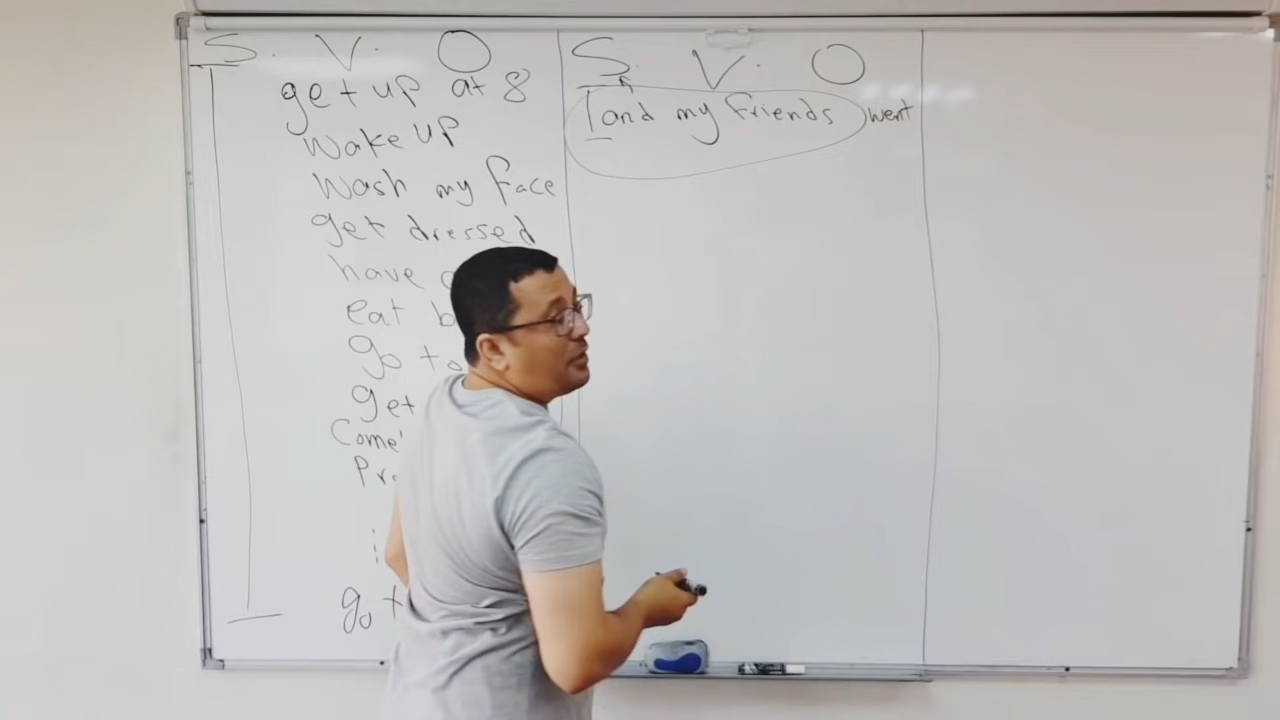 S. V. O
I
get up at 8
wake up
wash my face
get dressed
have
eat
go to
get
Come
go
S. V. O
I and my friends went